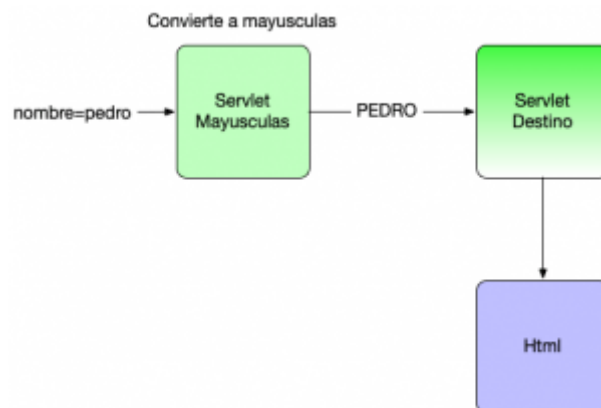 Convierte a mayusculas
nombre=pedro
Servlet
Mayusculas
PEDRO
Servlet
Destino
Html